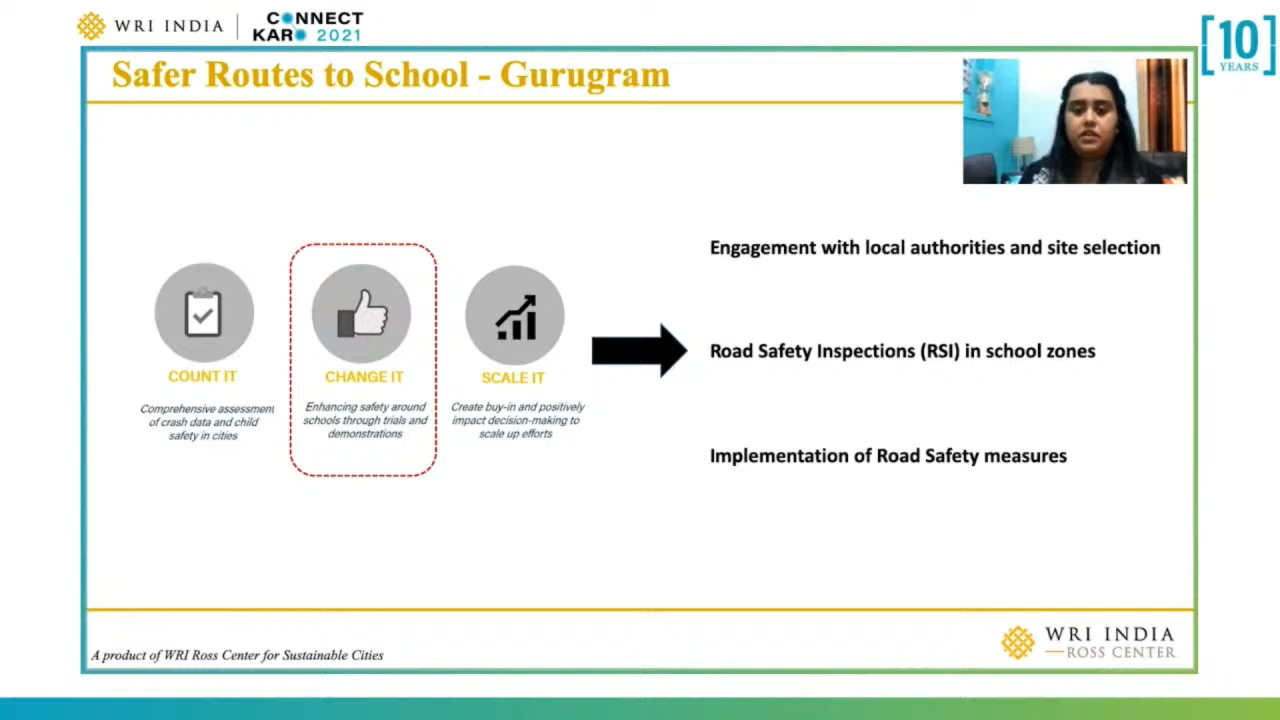 WRI INDIA
CONNECT
KARO 2021
10
YEARS
Safer Routes to School - Gurugram
COUNT IT
Comprehensive assessment
of crash data and child
safety in cities
CHANGE IT
Enhancing safety around
schools through trials and
demonstrations
SCALE IT
Create buy-in and positively
impact decision-making to
scale up efforts
Engagement with local authorities and site selection
Road Safety Inspections (RSI) in school zones
Implementation of Road Safety measures
A product of WRI Ross Center for Sustainable Cities
WRI INDIA
ROSS CENTER